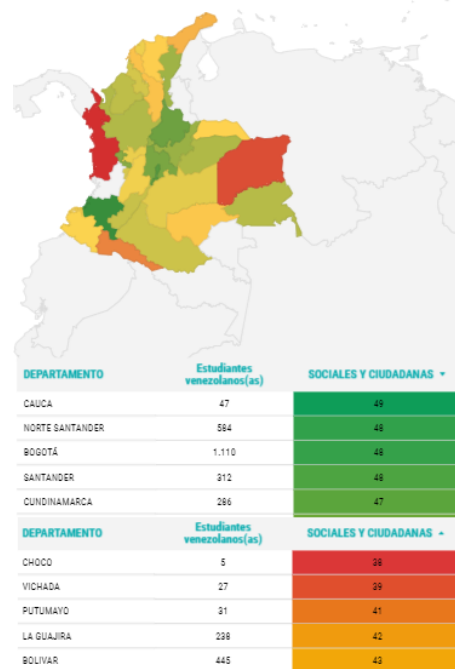 DEPARTAMENTO Estudiantes venezolanos(as) SOCIALES Y CIUDADANAS
CAUCA 47 49
NORTE SANTANDER 584 48
BOGOTÁ 1.110 48
SANTANDER 312 48
CUNDINAMARCA 286 47
DEPARTAMENTO Estudiantes venezolanos(as) SOCIALES Y CIUDADANAS
CHOCO 5 38
VICHADA 27 39
PUTUMAYO 31 41
LA GUAJIRA 238 42
BOLIVAR 445 43